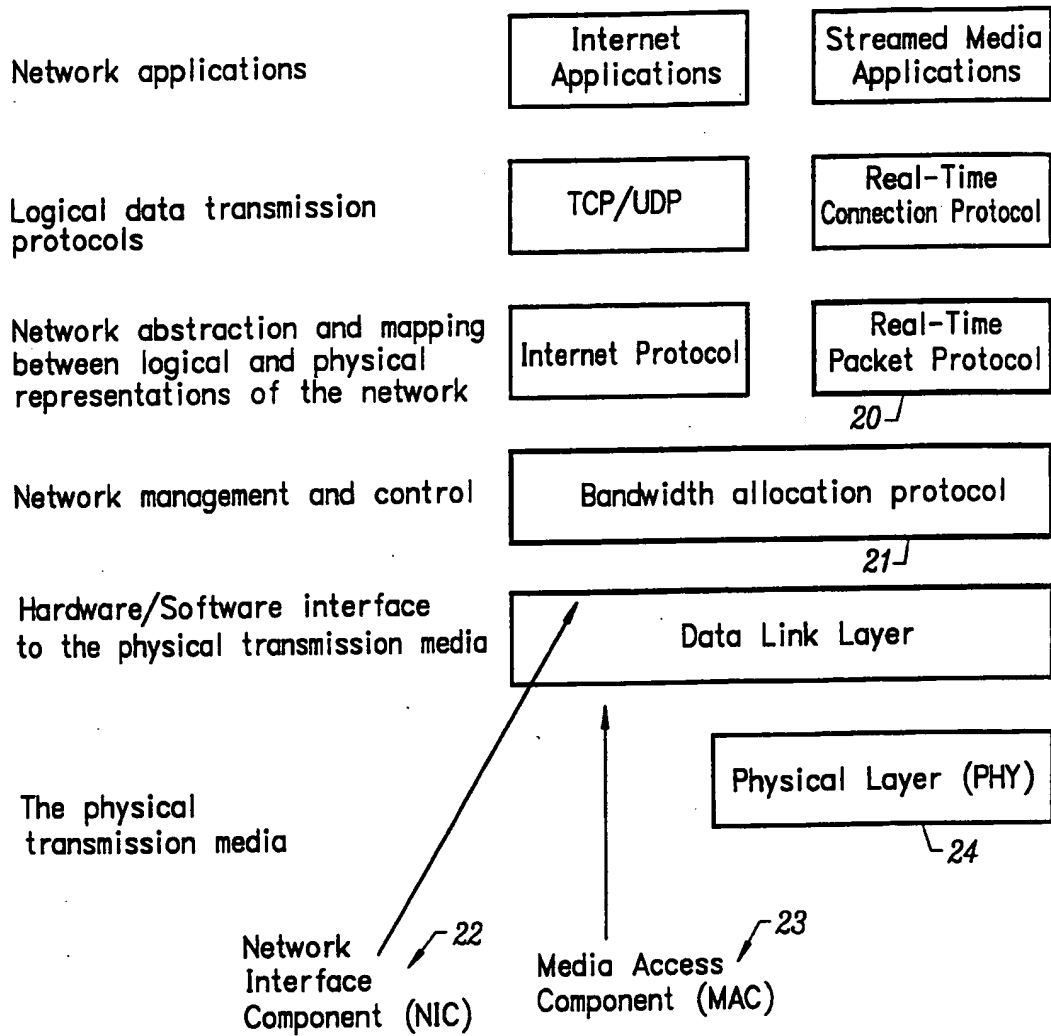 Network applications
Internet
Applications
Streamed Media
Applications
Logical data transmission
protocols
TCP/UDP
Real-Time
Connection Protocol
Network abstraction and mapping
between logical and physical
representations of the network
Internet Protocol
Real-Time
Packet Protocol
20
Network management and control
Bandwidth allocation protocol
21
Hardware/Software interface
to the physical transmission media
Data Link Layer
Physical Layer (PHY)
24
The physical
transmission media
Network
Interface
Component (NIC)
22
Media Access
Component (MAC)
23